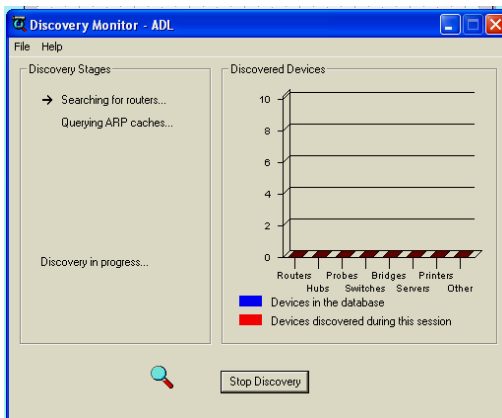 Discovery Monitor - ADL
File Help
Discovery Stages
Searching for routers...
Querying ARP caches...
Discovery in progress...
Discovered Devices
10
8
6
4
2
0
Routers Probes Bridges Printers
Hubs Switches Servers Other
Devices in the database
Devices discovered during this session
Stop Discovery